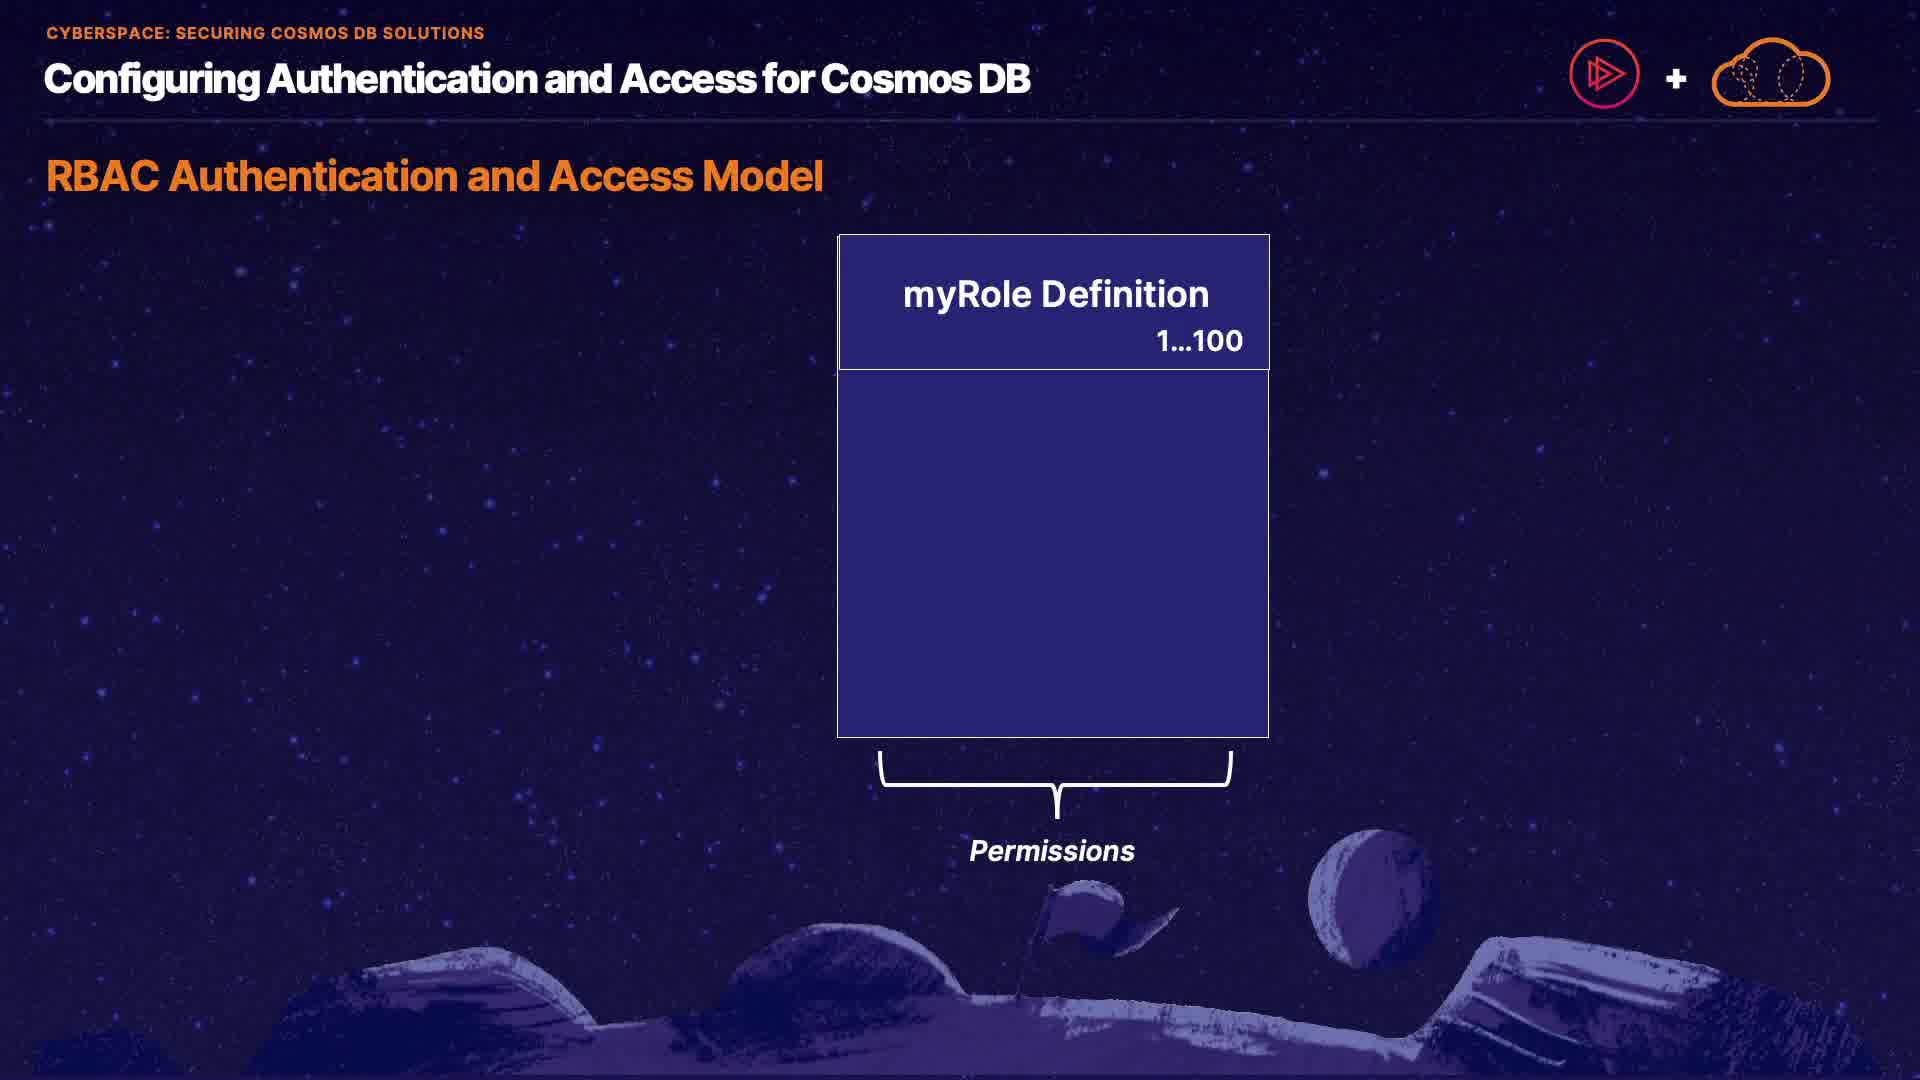 CYBERSPACE: SECURING COSMOS DB SOLUTIONS
Configuring Authentication and Access for Cosmos DB
+
RBAC Authentication and Access Model
myRole Definition
1...100
Permissions